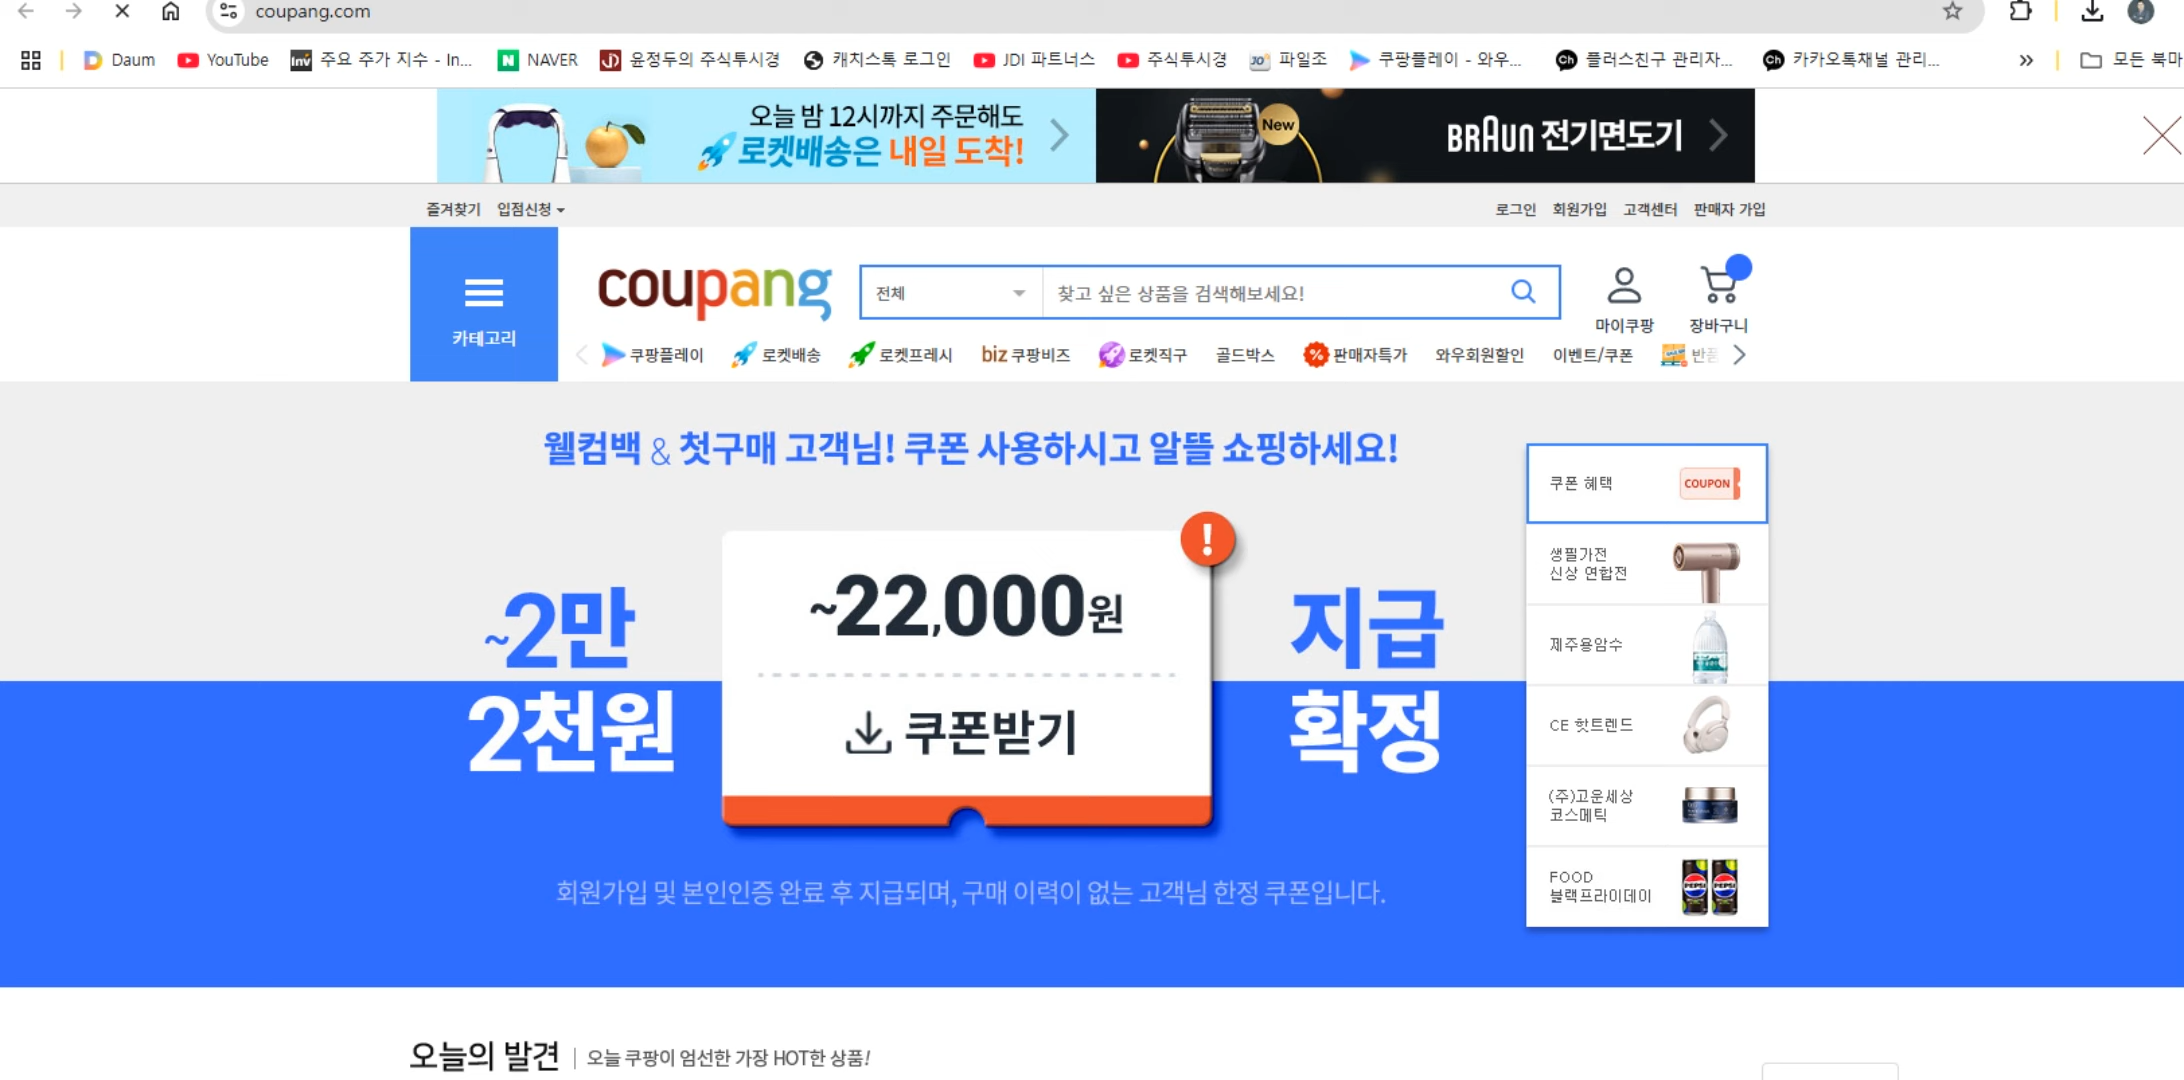 coupang.com
Daum
YouTube
Inv 주요 주가 지수 - In...
N NAVER
JD 윤정두의 주식투시경
캐치스톡 로그인
JDI 파트너스
주식투시경
JO 파일조
쿠팡플레이 - 와우...
Ch 플러스친구 관리자...
Ch 카카오톡채널 관리...
»
모든 북마
오늘 밤 12시까지 주문해도
로켓배송은 내일 도착!
New
BRAUN 전기면도기
즐겨찾기 입점신청
로그인 회원가입 고객센터 판매자 가입
카테고리
coupang
전체
찾고 싶은 상품을 검색해보세요!
마이쿠팡
장바구니
쿠팡플레이
로켓배송
로켓프레시
biz 쿠팡비즈
로켓직구
골드박스
% 판매자특가
와우회원할인
이벤트/쿠폰
반품
웰컴백 & 첫구매 고객님! 쿠폰 사용하시고 알뜰 쇼핑하세요!
~2만
2천원
!
~22,000원
쿠폰받기
지급
확정
회원가입 및 본인인증 완료 후 지급되며, 구매 이력이 없는 고객님 한정 쿠폰입니다.
쿠폰 혜택
COUPON
생필가전
신상 연합전
제주용암수
CE 핫트렌드
(주)고운세상
코스메틱
FOOD
블랙프라이데이
PEPSI PEPSI
오늘의 발견 | 오늘 쿠팡이 엄선한 가장 HOT한 상품!